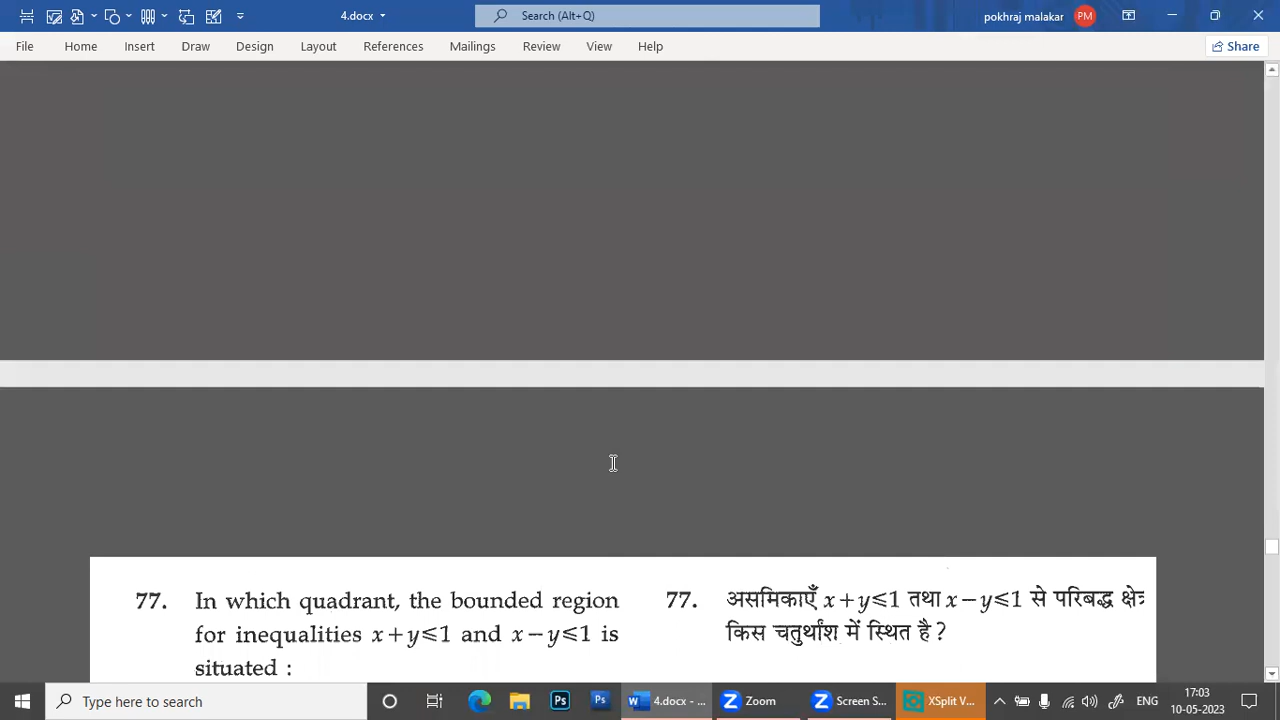 4.docx
Search (Alt+Q)
pokhraj malakar
PM
File Home Insert Draw Design Layout References Mailings Review View Help
Share
77. In which quadrant, the bounded region
for inequalities x+y⩽1 and x−y⩽1 is
situated :
77. असमिकाएँ x+y⩽1 तथा x−y⩽1 से परिबद्ध क्षेत्र
किस चतुर्थांश में स्थित है?
Type here to search
Ps
Ps
4.docx - ...
Zoom
Screen S...
XSplit V...
ENG
17:03
10-05-2023